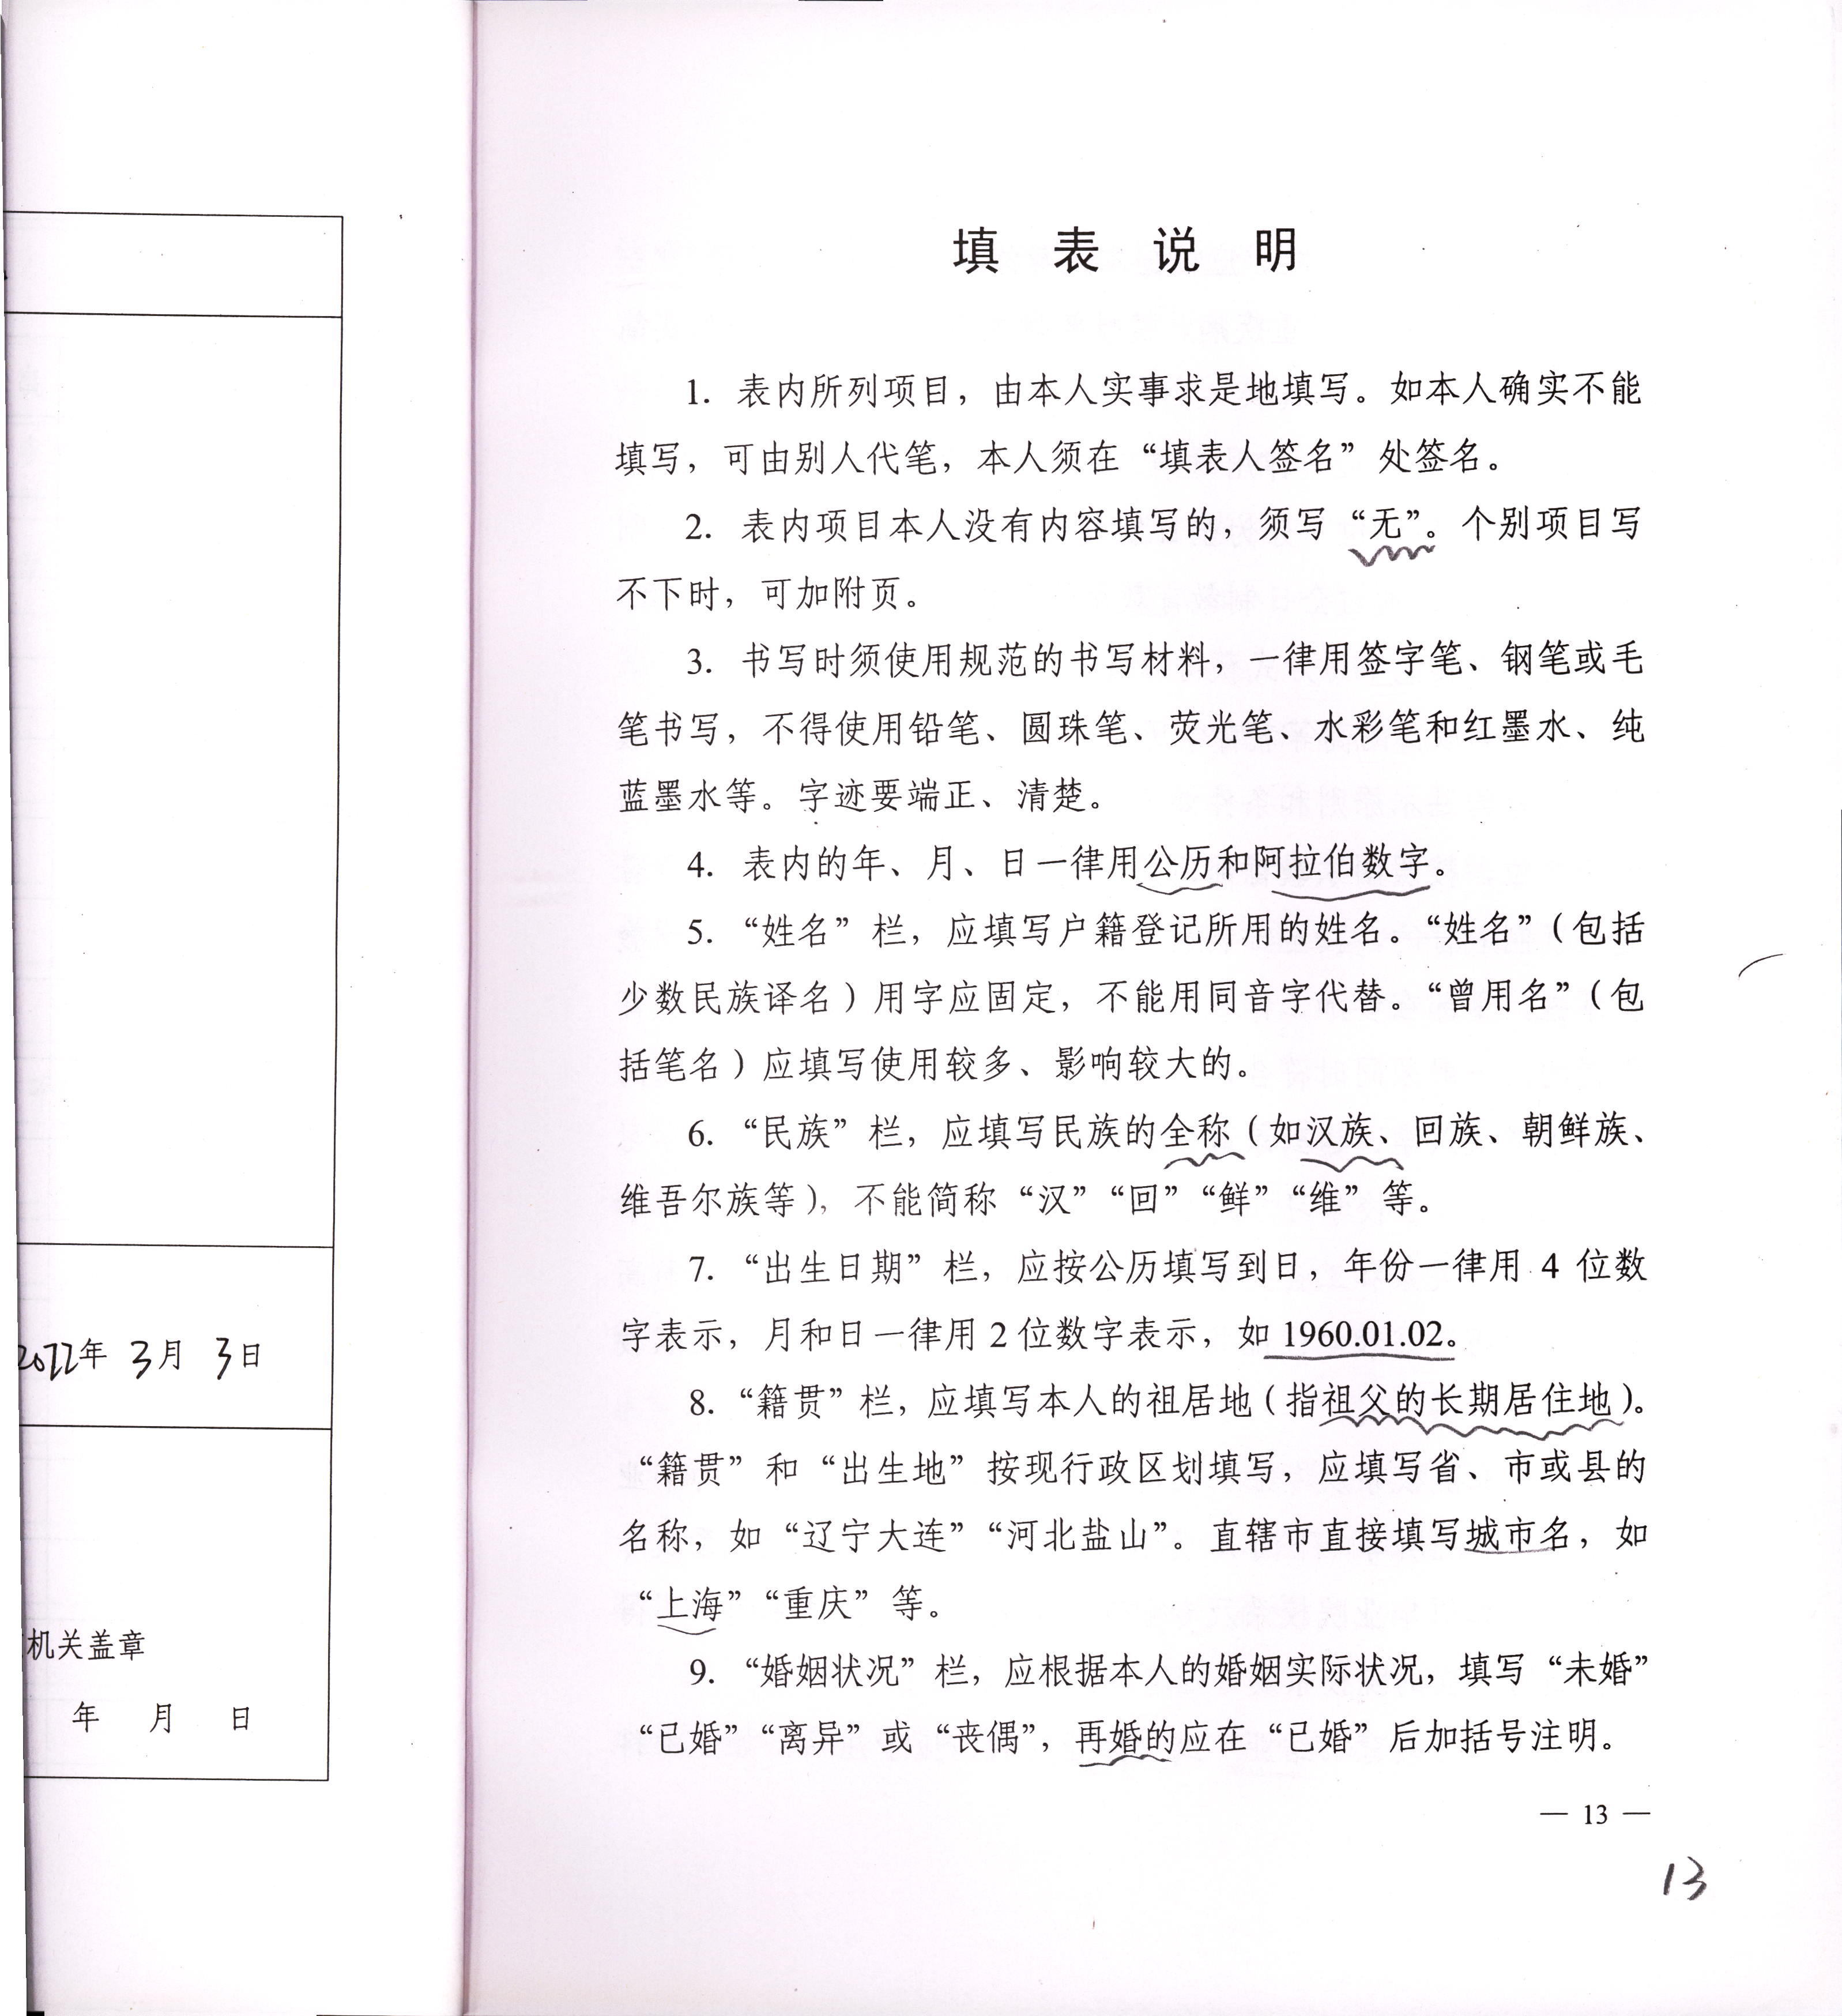 2022年 3月 3日
机关盖章
年 月 日
填 表 说 明
1. 表内所列项目，由本人实事求是地填写。如本人确实不能
填写，可由别人代笔，本人须在“填表人签名”处签名。
2. 表内项目本人没有内容填写的，须写“无”。个别项目写
不下时，可加附页。
3. 书写时须使用规范的书写材料，一律用签字笔、钢笔或毛
笔书写，不得使用铅笔、圆珠笔、荧光笔、水彩笔和红墨水、纯
蓝墨水等。字迹要端正、清楚。
4. 表内的年、月、日一律用公历和阿拉伯数字。
5. “姓名”栏，应填写户籍登记所用的姓名。“姓名”（包括
少数民族译名）用字应固定，不能用同音字代替。“曾用名”（包
括笔名）应填写使用较多、影响较大的。
6. “民族”栏，应填写民族的全称（如汉族、回族、朝鲜族、
维吾尔族等），不能简称“汉”“回”“鲜”“维”等。
7. “出生日期”栏，应按公历填写到日，年份一律用 4 位数
字表示，月和日一律用 2 位数字表示，如 1960.01.02。
8. “籍贯”栏，应填写本人的祖居地（指祖父的长期居住地）。
“籍贯”和“出生地”按现行政区划填写，应填写省、市或县的
名称，如“辽宁大连”“河北盐山”。直辖市直接填写城市名，如
“上海”“重庆”等。
9. “婚姻状况”栏，应根据本人的婚姻实际状况，填写“未婚”
“已婚”“离异”或“丧偶”，再婚的应在“已婚”后加括号注明。
— 13 —
13